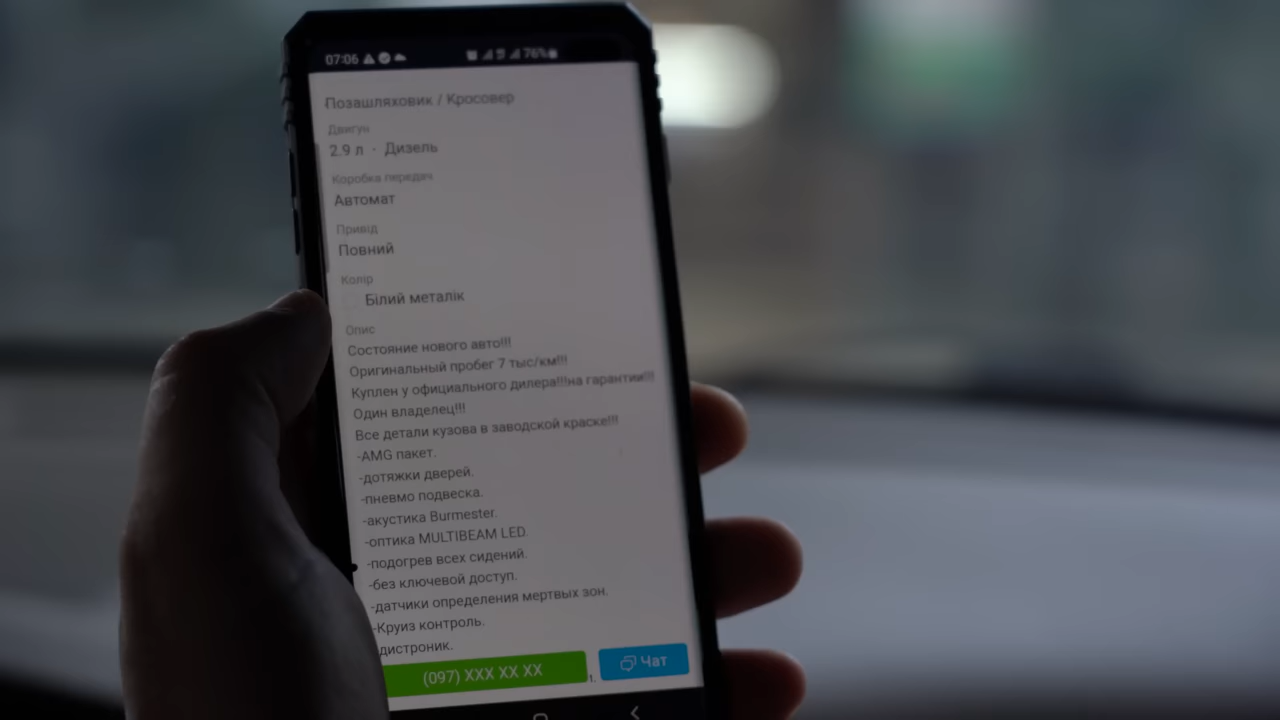 07:06 76%
Позашляховик / Кросовер
Двигун
2.9 л · Дизель
Коробка передач
Автомат
Привід
Повний
Колір
Білий металік
Опис
Состояние нового авто!!!
Оригинальный пробег 7 тыс/км!!!
Куплен у официального дилера!!!на гарантии!!!
Один владелец!!!
Все детали кузова в заводской краске!!!
-AMG пакет.
-дотяжки дверей.
-пневмо подвеска.
-акустика Burmester.
-оптика MULTIBEAM LED.
-подогрев всех сидений.
-без ключевой доступ.
-датчики определения мертвых зон.
-Круиз контроль.
дистроник.
(097) XXX XX XX
Чат